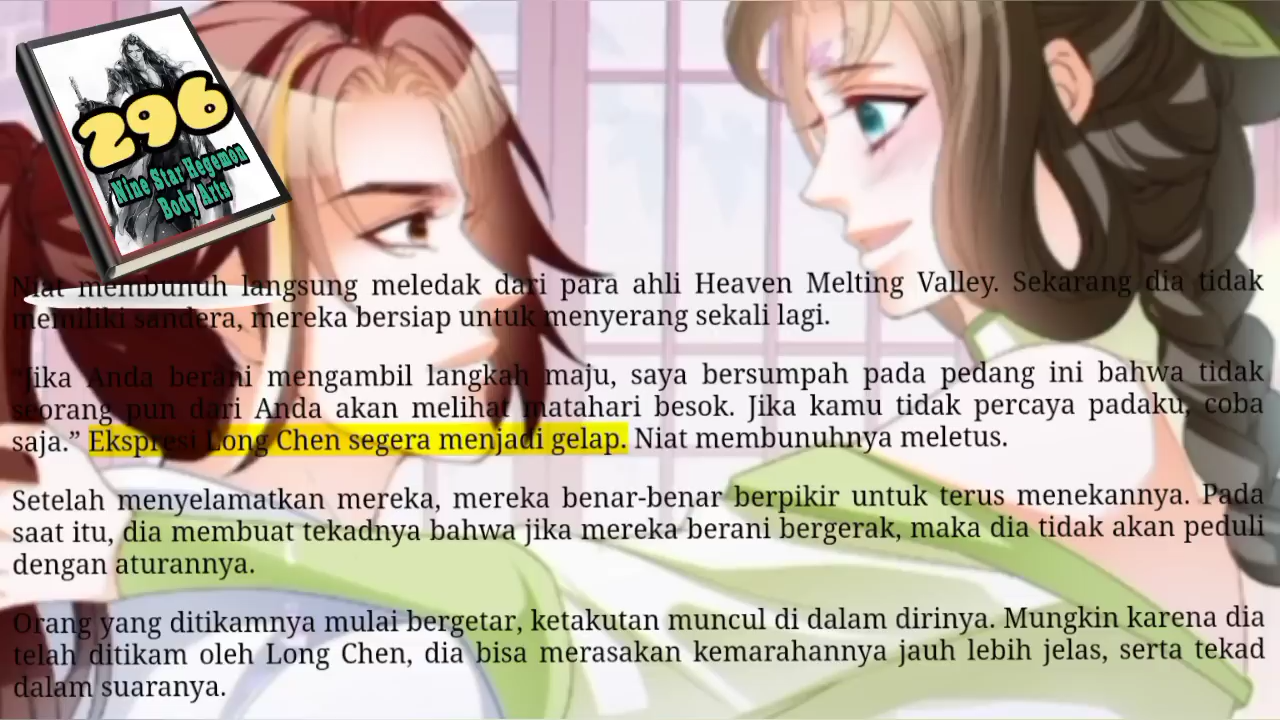 296
Nine Star Hegemon
Body Arts
Niat membunuh langsung meledak dari para ahli Heaven Melting Valley. Sekarang dia tidak
memiliki sandera, mereka bersiap untuk menyerang sekali lagi.
“Jika Anda berani mengambil langkah maju, saya bersumpah pada pedang ini bahwa tidak
seorang pun dari Anda akan melihat matahari besok. Jika kamu tidak percaya padaku, coba
saja.” Ekspresi Long Chen segera menjadi gelap. Niat membunuhnya meletus.
Setelah menyelamatkan mereka, mereka benar-benar berpikir untuk terus menekannya. Pada
saat itu, dia membuat tekadnya bahwa jika mereka berani bergerak, maka dia tidak akan peduli
dengan aturannya.
Orang yang ditikamnya mulai bergetar, ketakutan muncul di dalam dirinya. Mungkin karena dia
telah ditikam oleh Long Chen, dia bisa merasakan kemarahannya jauh lebih jelas, serta tekad
dalam suaranya.